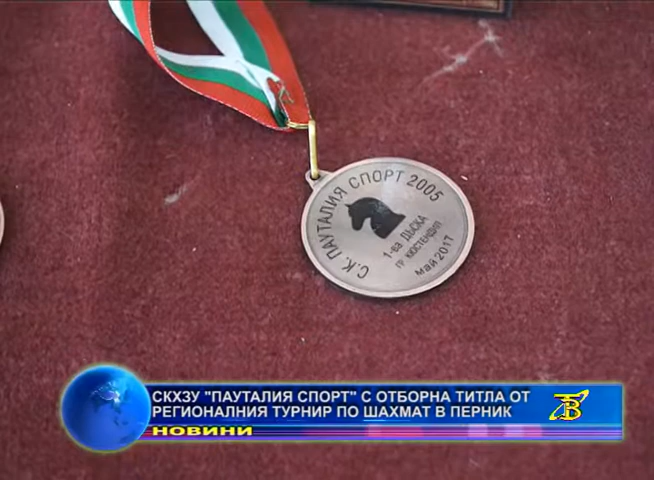 С.К. ПАУТАЛИЯ СПОРТ 2005
1-ва ДЪСКА
ГР КЮСТЕНДИЛ
Май 2017
СКХЗУ "ПАУТАЛИЯ СПОРТ" С ОТБОРНА ТИТЛА ОТ
РЕГИОНАЛНИЯ ТУРНИР ПО ШАХМАТ В ПЕРНИК
НОВИНИ